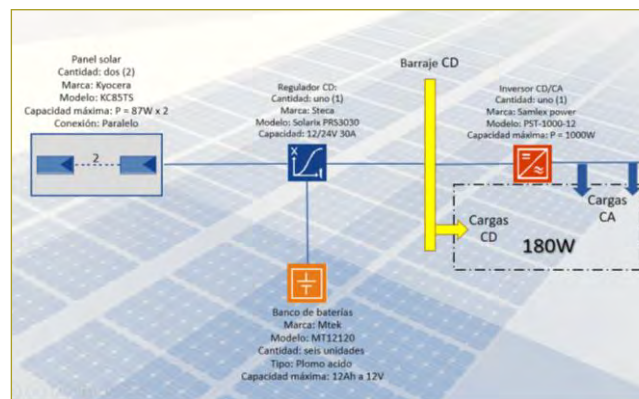 Panel solar
Cantidad: dos (2)
Marca: Kyocera
Modelo: KC85TS
Capacidad máxima: P = 87W x 2
Conexión: Paralelo
2
Regulador CD:
Cantidad: uno (1)
Marca: Steca
Modelo: Solarix PRS3030
Capacidad: 12/24V 30A
Barraje CD
Inversor CD/CA
Cantidad: uno (1)
Marca: Samlex power
Modelo: PST-1000-12
Capacidad máxima: P = 1000W
Cargas
CD
Cargas
CA
180W
Banco de baterías
Marca: Mtek
Modelo: MT12120
Cantidad: seis unidades
Tipo: Plomo acido
Capacidad máxima: 12Ah a 12V